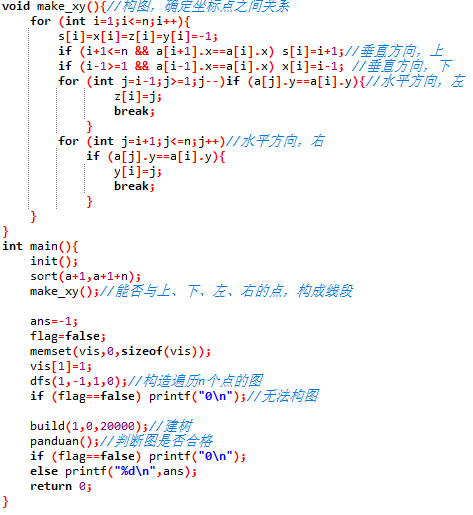 void make_xy(){//构图，确定坐标点之间关系
for (int i=1;i<=n;i++){
s[i]=x[i]=z[i]=y[i]=-1;
if (i+1<=n && a[i+1].x==a[i].x) s[i]=i+1;//垂直方向，上
if (i-1>=1 && a[i-1].x==a[i].x) x[i]=i-1; //垂直方向，下
for (int j=i-1;j>=1;j--)if (a[j].y==a[i].y){//水平方向，左
z[i]=j;
break;
}
for (int j=i+1;j<=n;j++)//水平方向，右
if (a[j].y==a[i].y){
y[i]=j;
break;
}
}
}
int main(){
init();
sort(a+1,a+1+n);
make_xy();//能否与上、下、左、右的点，构成线段
ans=-1;
flag=false;
memset(vis,0,sizeof(vis));
vis[1]=1;
dfs(1,-1,1,0);//构造遍历n个点的图
if (flag==false) printf("0\n");//无法构图
build(1,0,20000);//建树
panduan();//判断图是否合格
if (flag==false) printf("0\n");
else printf("%d\n",ans);
return 0;
}